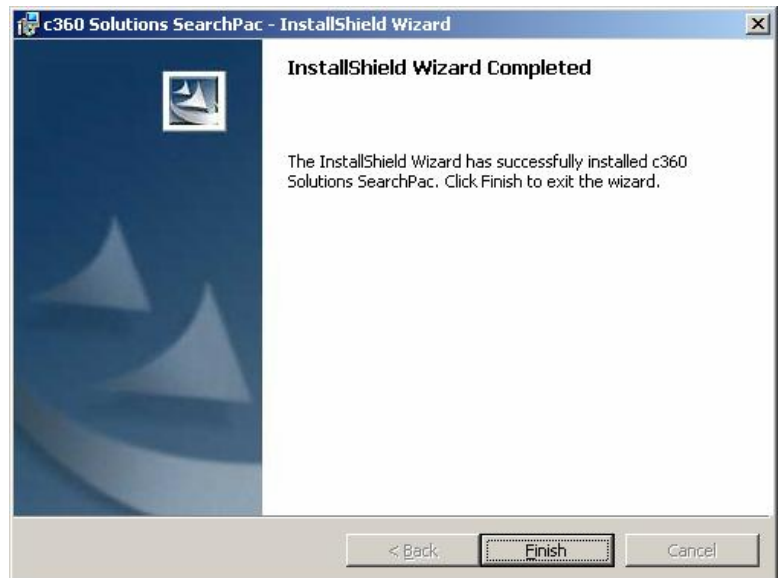 c360 Solutions SearchPac - InstallShield Wizard
InstallShield Wizard Completed
The InstallShield Wizard has successfully installed c360
Solutions SearchPac. Click Finish to exit the wizard.
< Back
Finish
Cancel